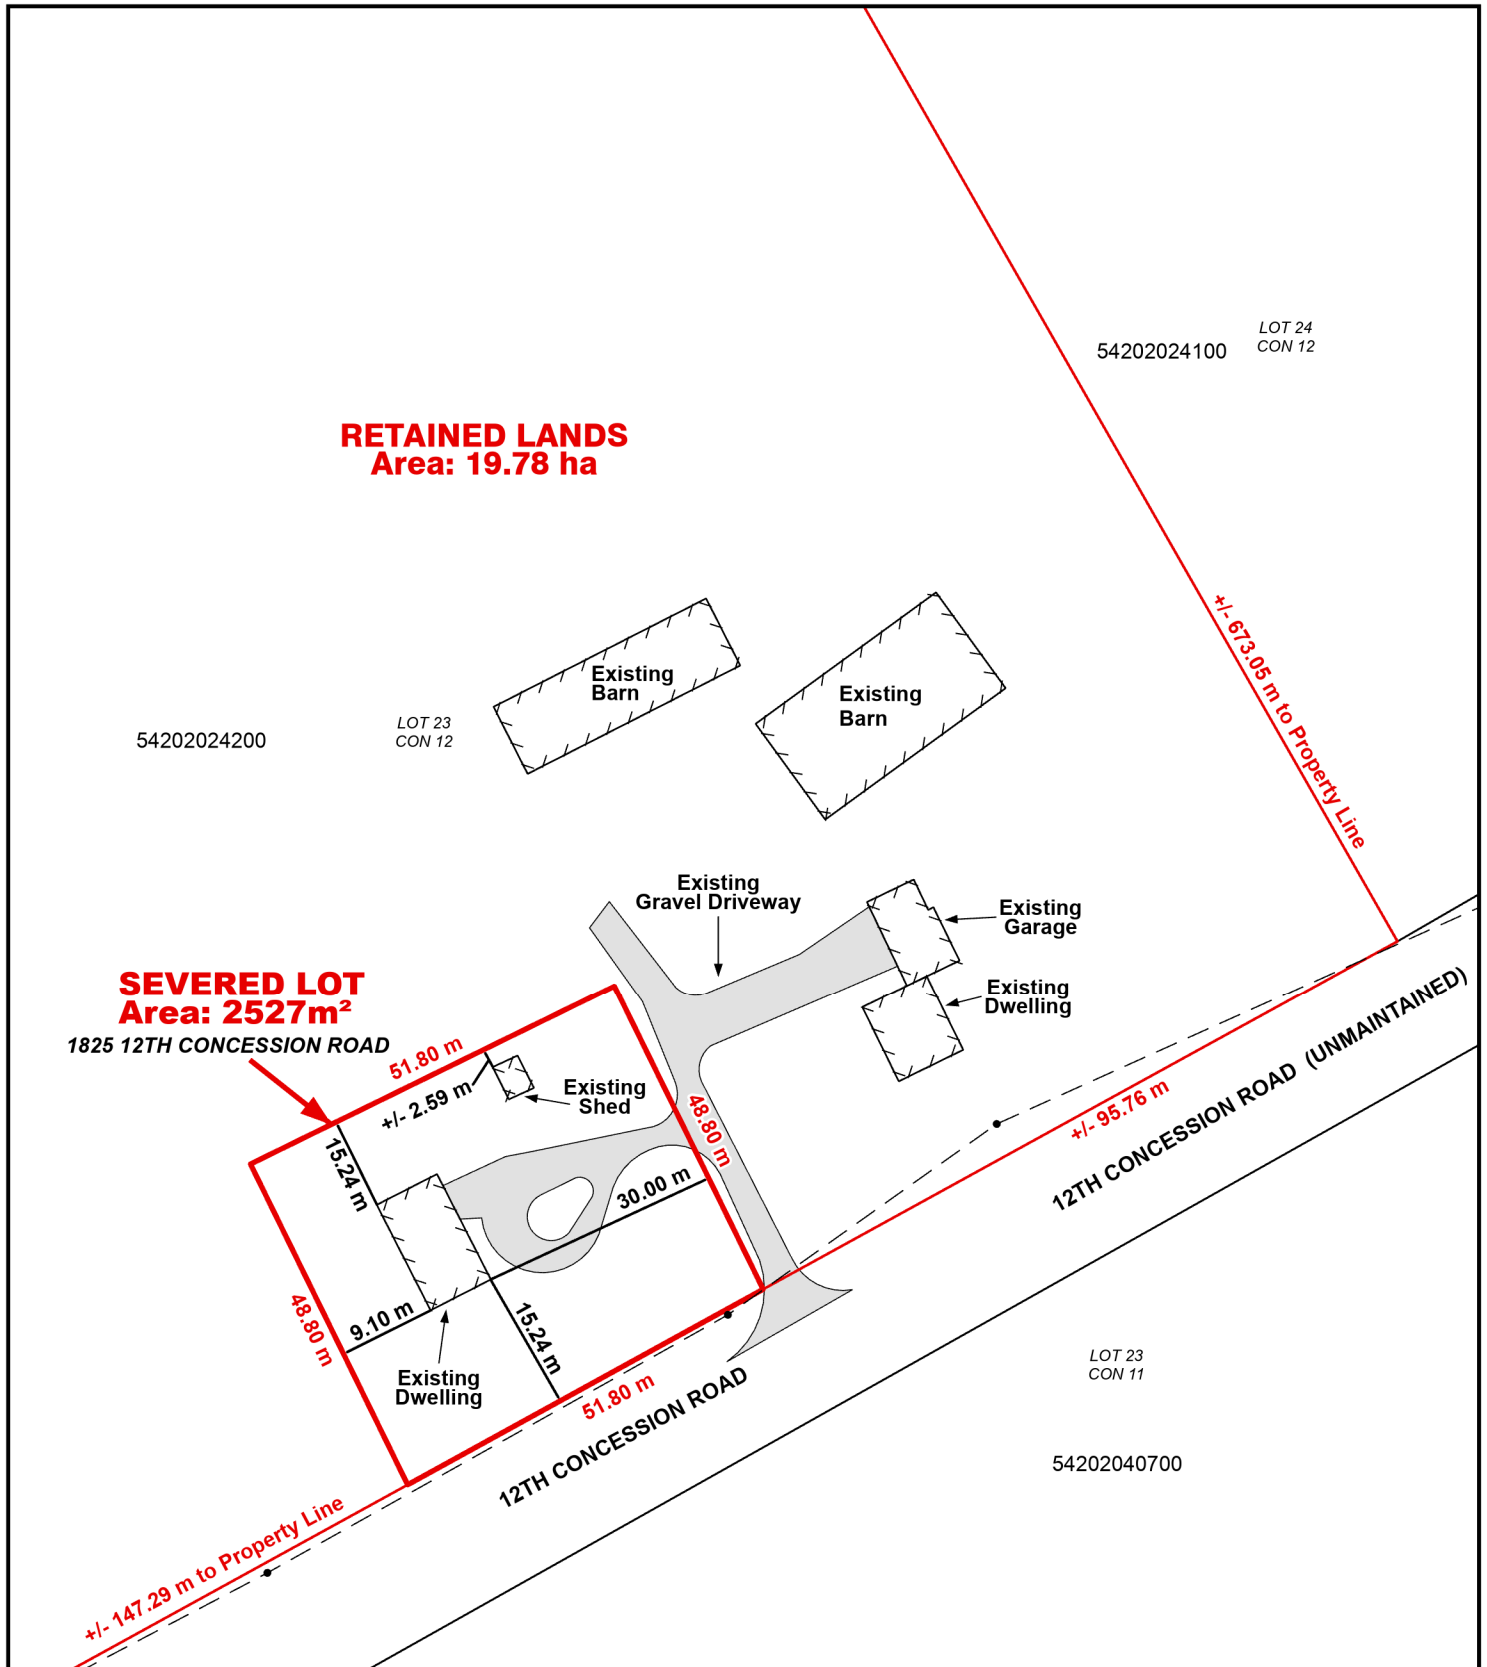 LOT 24
CON 12
54202024100
RETAINED LANDS
Area: 19.78 ha
+/- 673.05 m to Property Line
Existing
Barn
Existing
Barn
LOT 23
CON 12
54202024200
Existing
Gravel Driveway
Existing
Garage
Existing
Dwelling
SEVERED LOT
Area: 2527m²
1825 12TH CONCESSION ROAD
51.80 m
+/- 2.59 m
Existing
Shed
48.80 m
15.24 m
30.00 m
48.80 m
9.10 m
15.24 m
Existing
Dwelling
51.80 m
+/- 95.76 m
12TH CONCESSION ROAD (UNMAINTAINED)
12TH CONCESSION ROAD
LOT 23
CON 11
54202040700
+/- 147.29 m to Property Line